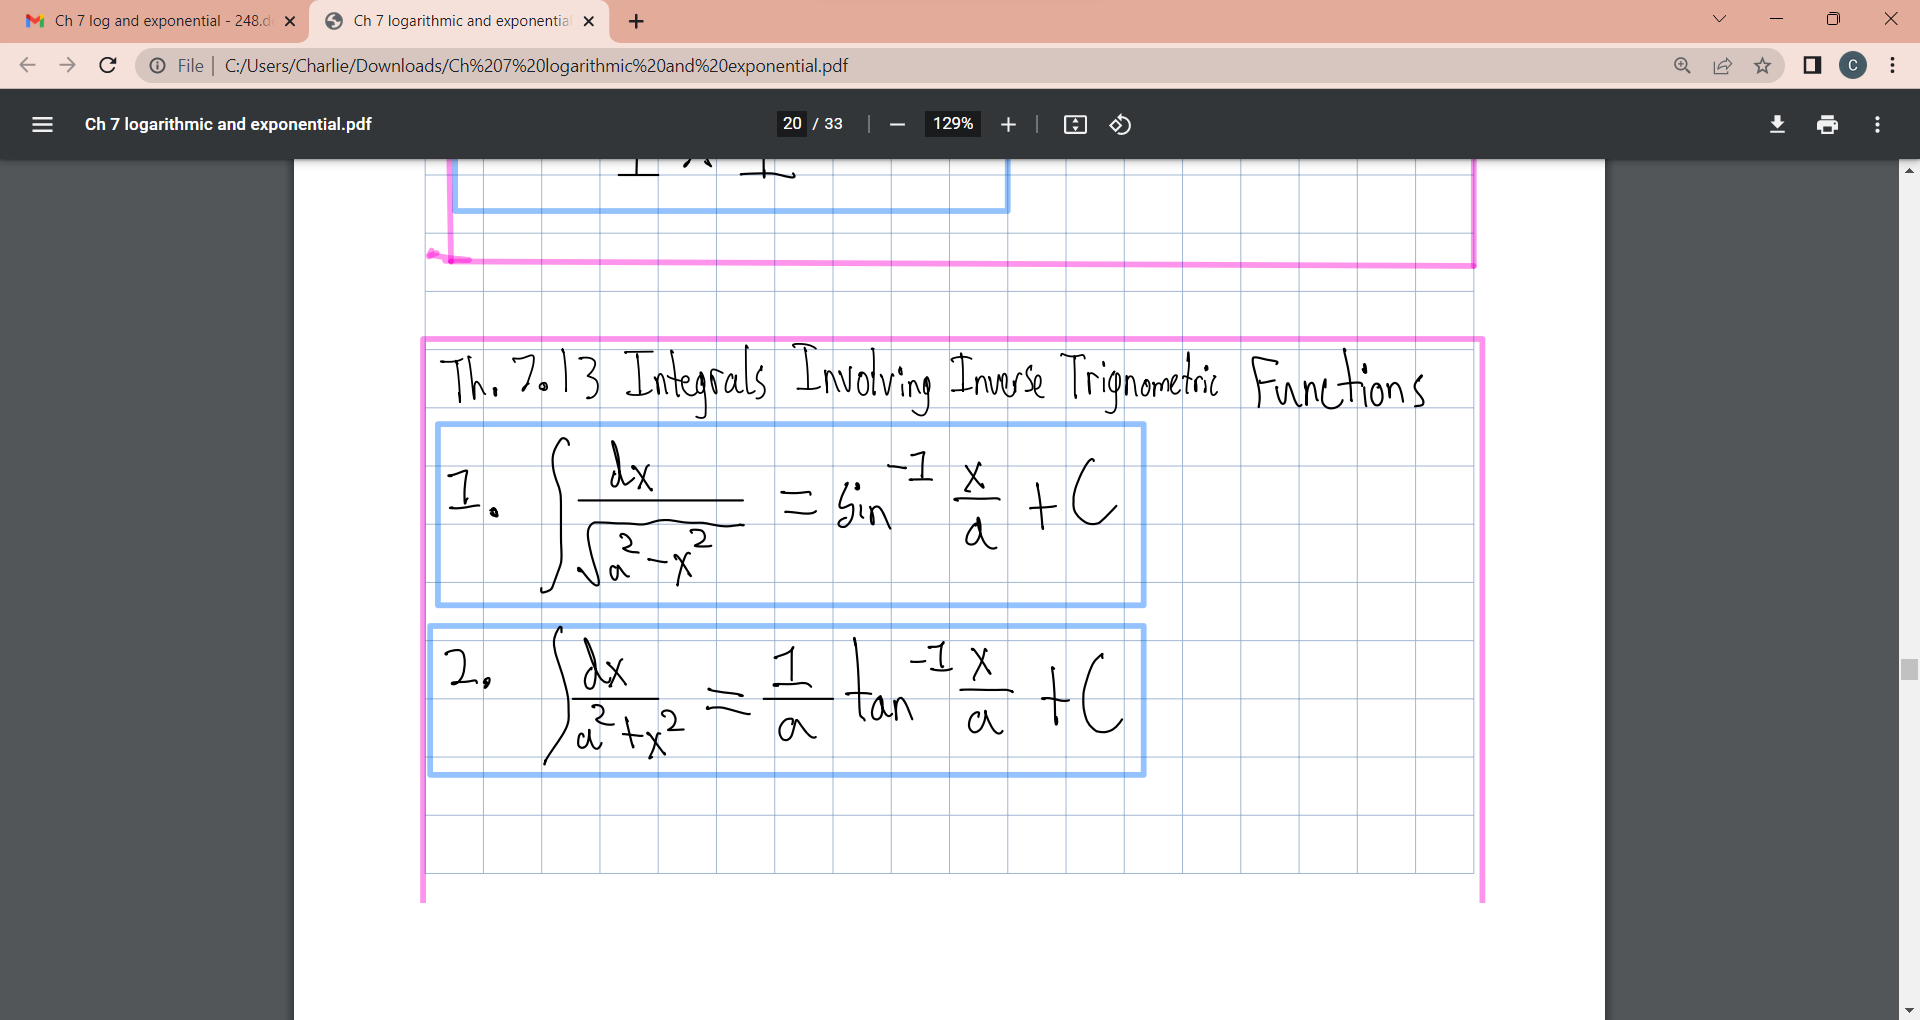 Ch 7 log and exponential - 248.d
Ch 7 logarithmic and exponentia
File | C:/Users/Charlie/Downloads/Ch%207%20logarithmic%20and%20exponential.pdf
C
Ch 7 logarithmic and exponential.pdf
20 / 33
129%
Th. 7.13 Integrals Involving Inverse Trignometric Functions
1. ∫ dx/√(a²-x²) = sin⁻¹ x/a + C
2. ∫ dx/(a²+x²) = 1/a tan⁻¹ x/a + C